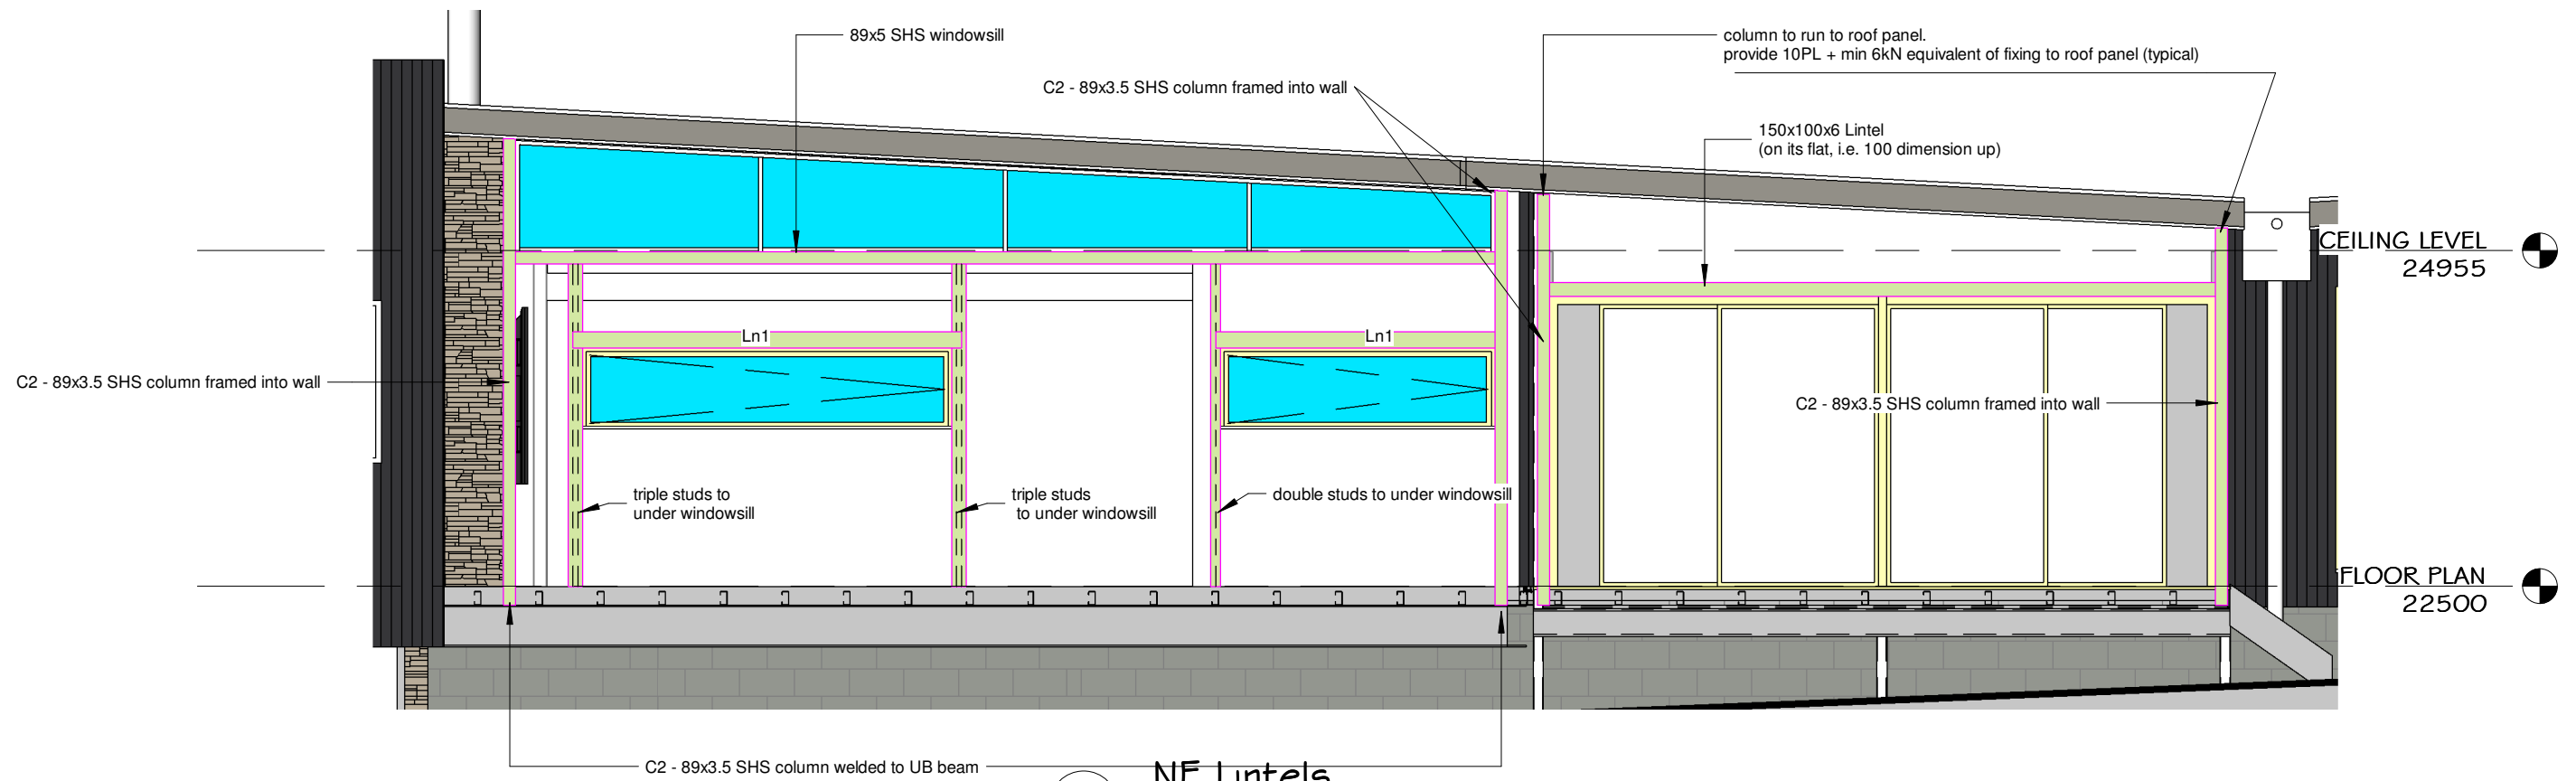 89x5 SHS windowsill
column to run to roof panel.
provide 10PL + min 6kN equivalent of fixing to roof panel (typical)
C2 - 89x3.5 SHS column framed into wall
150x100x6 Lintel
(on its flat, i.e. 100 dimension up)
CEILING LEVEL
24955
Ln1
Ln1
C2 - 89x3.5 SHS column framed into wall
C2 - 89x3.5 SHS column framed into wall
triple studs to
under windowsill
triple studs
to under windowsill
double studs to under windowsill
FLOOR PLAN
22500
C2 - 89x3.5 SHS column welded to UB beam
NE Lintels